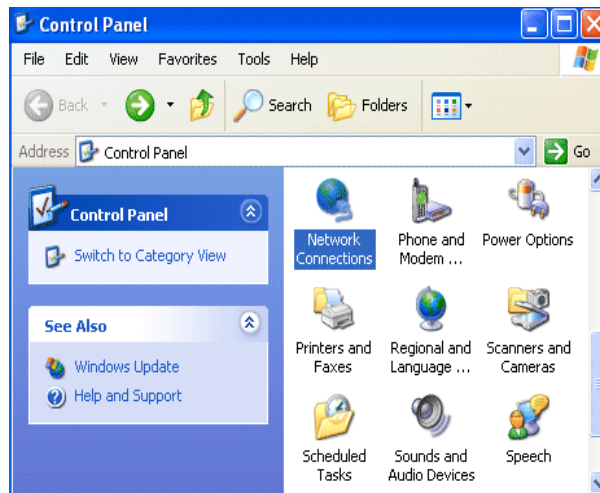 Control Panel
File Edit View Favorites Tools Help
Back Search Folders
Address Control Panel Go
Control Panel
Switch to Category View
See Also
Windows Update
Help and Support
Network
Connections
Phone and
Modem ...
Power Options
Printers and
Faxes
Regional and
Language ...
Scanners and
Cameras
Scheduled
Tasks
Sounds and
Audio Devices
Speech